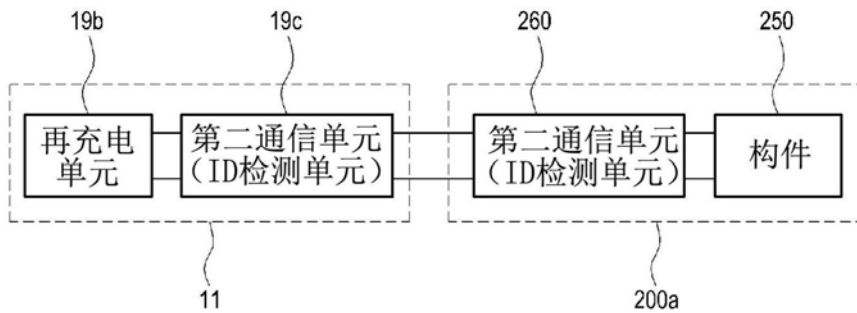 19b
19c
260
250
再充电
单元
第二通信单元
（ID检测单元）
第二通信单元
（ID检测单元）
构件
11
200a